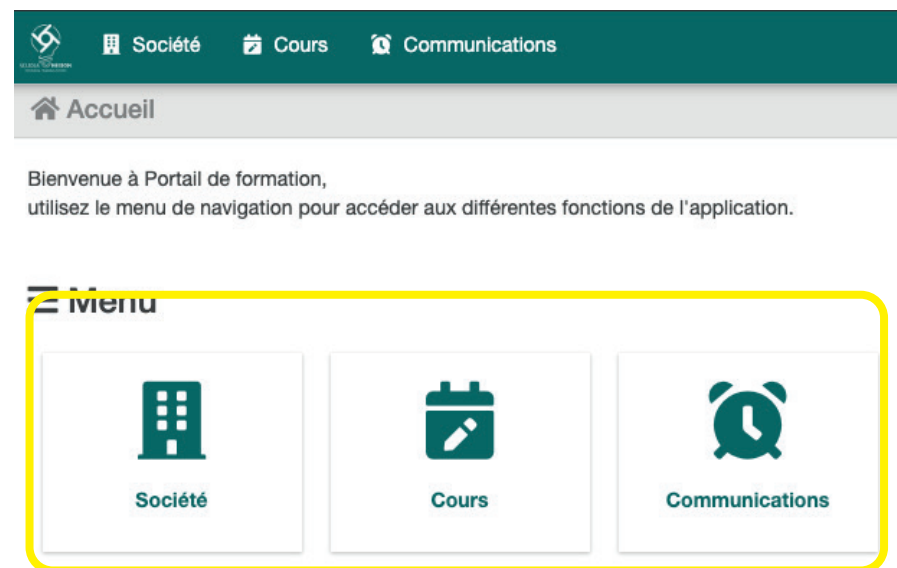 Société Cours Communications
Accueil
Bienvenue à Portail de formation,
utilisez le menu de navigation pour accéder aux différentes fonctions de l'application.
Menu
Société Cours Communications